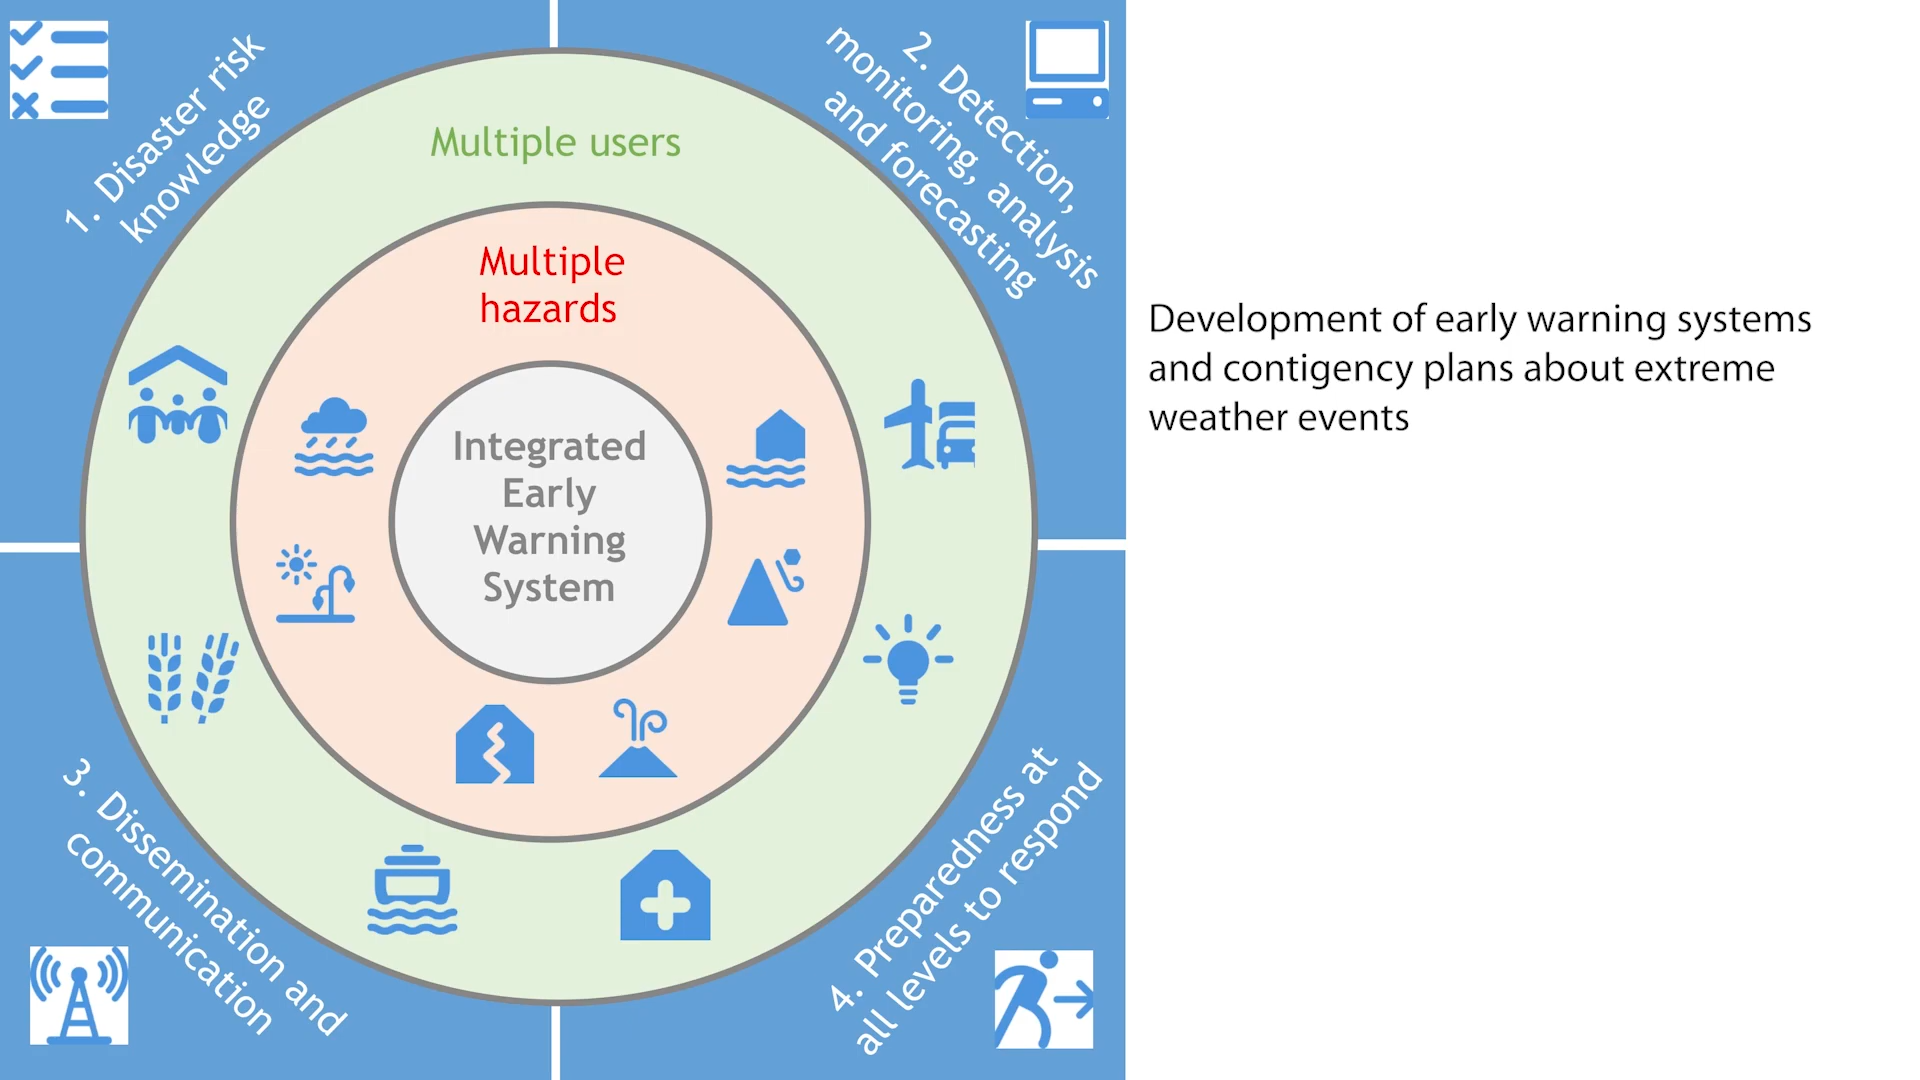 1. Disaster risk
knowledge
2. Detection,
monitoring, analysis
and forecasting
Multiple users
Multiple
hazards
Integrated
Early
Warning
System
3. Dissemination and
communication
4. Preparedness at
all levels to respond
Development of early warning systems
and contigency plans about extreme
weather events